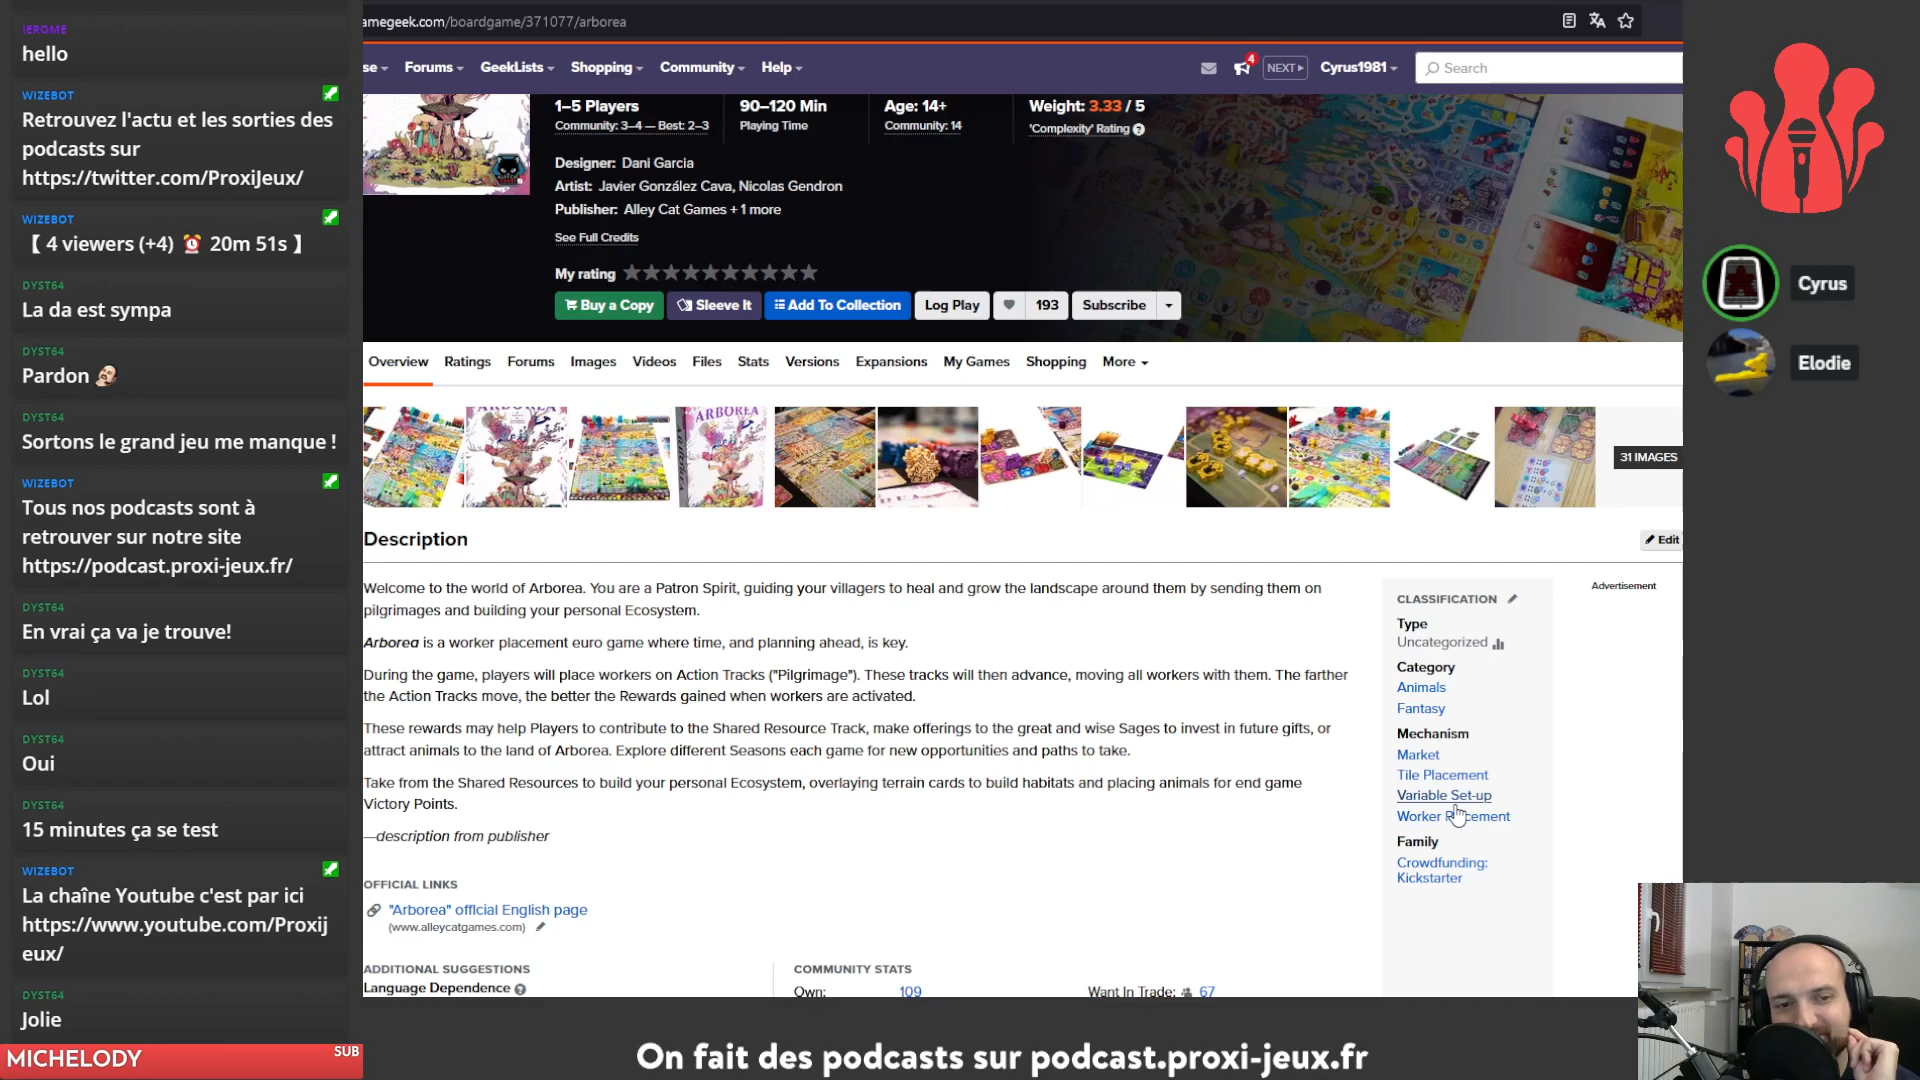 IEROME
hello
WIZEBOT
Retrouvez l'actu et les sorties des
podcasts sur
https://twitter.com/ProxiJeux/
WIZEBOT
【 4 viewers (+4) ⏰ 20m 51s 】
DYST64
La da est sympa
DYST64
Pardon
DYST64
Sortons le grand jeu me manque !
WIZEBOT
Tous nos podcasts sont à
retrouver sur notre site
https://podcast.proxi-jeux.fr/
DYST64
En vrai ça va je trouve!
DYST64
Lol
DYST64
Oui
DYST64
15 minutes ça se test
WIZEBOT
La chaîne Youtube c'est par ici
https://www.youtube.com/Proxij
eux/
DYST64
Jolie
MICHELODY SUB
amegeek.com/boardgame/371077/arborea
se Forums GeekLists Shopping Community Help 4 NEXT Cyrus1981 Search
1–5 Players 90–120 Min Age: 14+ Weight: 3.33 / 5
Community: 3–4 — Best: 2–3 Playing Time Community: 14 'Complexity' Rating
Designer: Dani Garcia
Artist: Javier González Cava, Nicolas Gendron
Publisher: Alley Cat Games + 1 more
See Full Credits
My rating
Buy a Copy Sleeve It Add To Collection Log Play 193 Subscribe
Overview Ratings Forums Images Videos Files Stats Versions Expansions My Games Shopping More
ARBOREA
ARBOREA
31 IMAGES
Description
Edit
Welcome to the world of Arborea. You are a Patron Spirit, guiding your villagers to heal and grow the landscape around them by sending them on
pilgrimages and building your personal Ecosystem.
Arborea is a worker placement euro game where time, and planning ahead, is key.
During the game, players will place workers on Action Tracks ("Pilgrimage"). These tracks will then advance, moving all workers with them. The farther
the Action Tracks move, the better the Rewards gained when workers are activated.
These rewards may help Players to contribute to the Shared Resource Track, make offerings to the great and wise Sages to invest in future gifts, or
attract animals to the land of Arborea. Explore different Seasons each game for new opportunities and paths to take.
Take from the Shared Resources to build your personal Ecosystem, overlaying terrain cards to build habitats and placing animals for end game
Victory Points.
—description from publisher
OFFICIAL LINKS
"Arborea" official English page
(www.alleycatgames.com)
ADDITIONAL SUGGESTIONS
Language Dependence
COMMUNITY STATS
Own: 109
Want In Trade: 67
CLASSIFICATION
Type
Uncategorized
Category
Animals
Fantasy
Mechanism
Market
Tile Placement
Variable Set-up
Worker Placement
Family
Crowdfunding:
Kickstarter
Advertisement
Cyrus
Elodie
On fait des podcasts sur podcast.proxi-jeux.fr